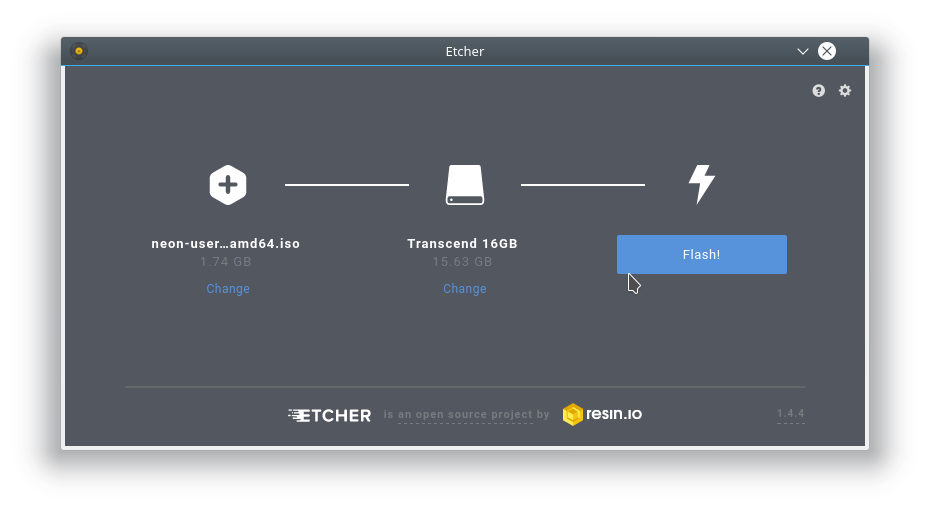 Etcher
neon-user...amd64.iso
1.74 GB
Change
Transcend 16GB
15.63 GB
Change
Flash!
ETCHER is an open source project by resin.io
1.4.4